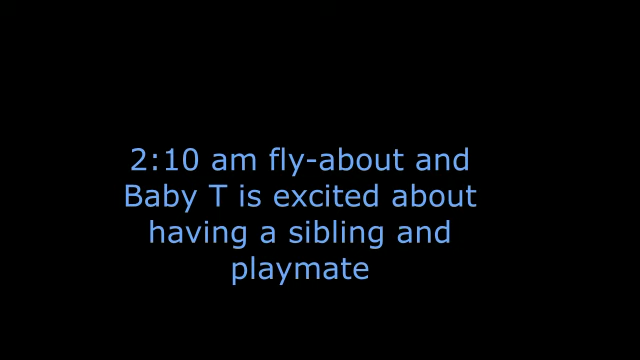 2:10 am fly-about and
Baby T is excited about
having a sibling and
playmate